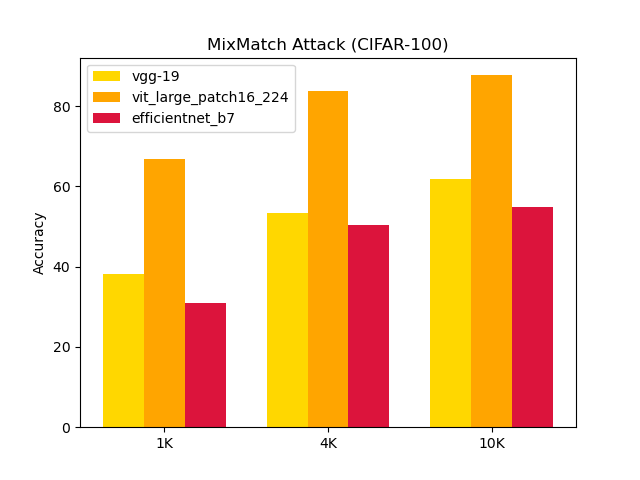 MixMatch Attack (CIFAR-100)
vgg-19
vit_large_patch16_224
efficientnet_b7
Accuracy
80
60
40
20
0
1K 4K 10K